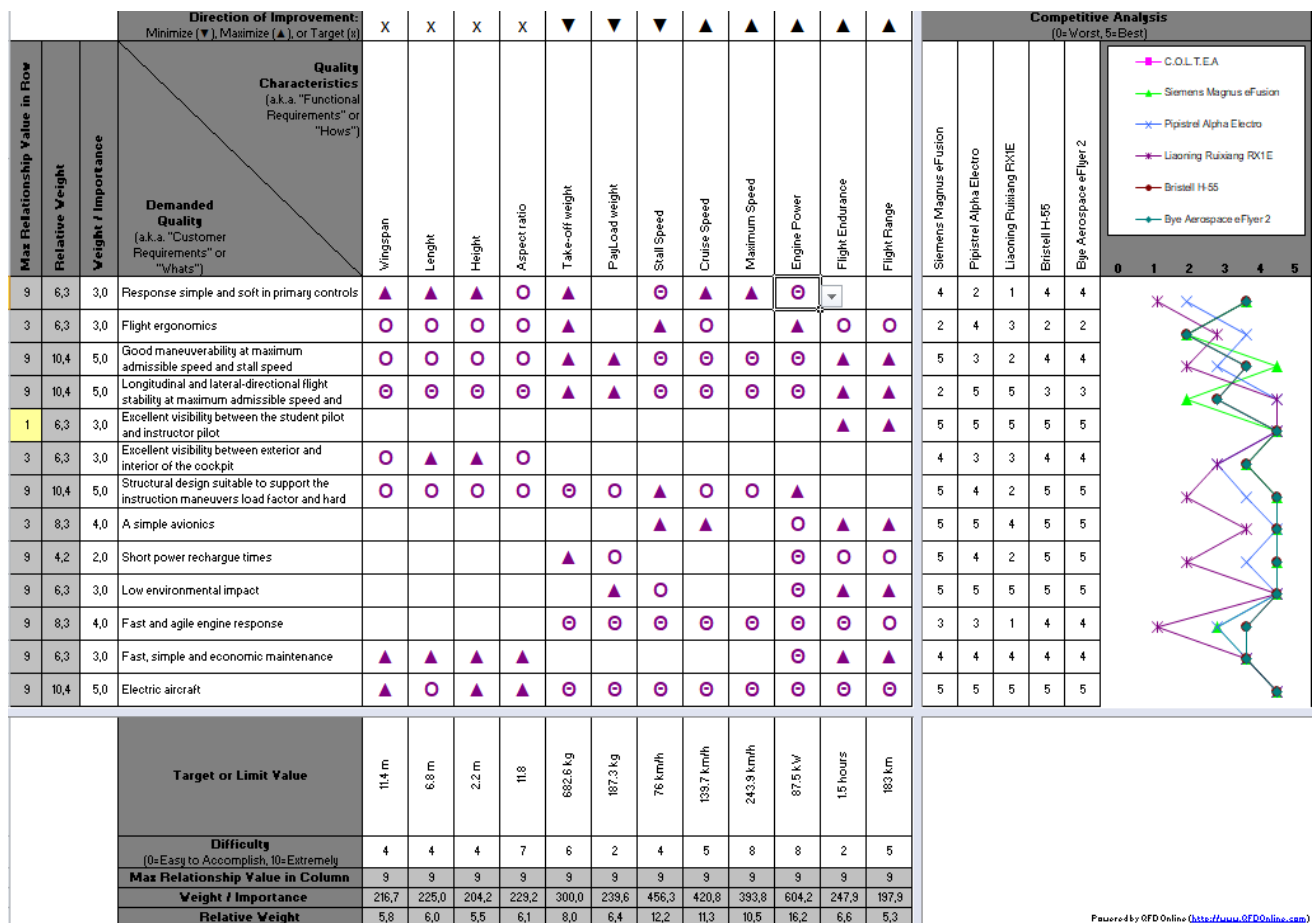 Direction of Improvement:
Minimize (▼), Maximize (▲), or Target (x)
X X X X ▼ ▼ ▼ ▲ ▲ ▲ ▲ ▲
Competitive Analysis
(0=Worst, 5=Best)
Max Relationship Value in Row
Relative Weight
Weight / Importance
Quality
Characteristics
(a.k.a. "Functional
Requirements" or
"Hows")
Demanded
Quality
(a.k.a. "Customer
Requirements" or
"Whats")
Wingspan
Lenght
Height
Aspect ratio
Take-off weight
PayLoad weight
Stall Speed
Cruise Speed
Maximum Speed
Engine Power
Flight Endurance
Flight Range
Siemens Magnus eFusion
Pipistrel Alpha Electro
Liaoning Ruixiang RX1E
Bristell H-55
Bye Aerospace eFlyer 2
C.O.L.T.E.A
Siemens Magnus eFusion
Pipistrel Alpha Electro
Liaoning Ruixiang RX1E
Bristell H-55
Bye Aerospace eFlyer 2
0 1 2 3 4 5
9 6,3 3,0 Response simple and soft in primary controls ▲ ▲ ▲ O ▲ Θ ▲ ▲ Θ 4 2 1 4 4
3 6,3 3,0 Flight ergonomics O O O O ▲ ▲ O ▲ O O 2 4 3 2 2
9 10,4 5,0 Good maneuverability at maximum
admissible speed and stall speed O O O O ▲ ▲ Θ Θ Θ Θ ▲ ▲ 5 3 2 4 4
9 10,4 5,0 Longitudinal and lateral-directional flight
stability at maximum admissible speed and Θ Θ Θ Θ ▲ ▲ Θ Θ Θ Θ ▲ ▲ 2 5 5 3 3
1 6,3 3,0 Excellent visibility between the student pilot
and instructor pilot ▲ ▲ 5 5 5 5 5
3 6,3 3,0 Excellent visibility between exterior and
interior of the cockpit O ▲ ▲ O 4 3 3 4 4
9 10,4 5,0 Structural design suitable to support the
instruction maneuvers load factor and hard O O O O Θ O ▲ O O ▲ 5 4 2 5 5
3 8,3 4,0 A simple avionics ▲ ▲ O ▲ ▲ 5 5 4 5 5
9 4,2 2,0 Short power rechargue times ▲ O Θ O O 5 4 2 5 5
9 6,3 3,0 Low environmental impact ▲ O Θ ▲ ▲ 5 5 5 5 5
9 8,3 4,0 Fast and agile engine response Θ Θ Θ Θ Θ Θ Θ O 3 3 1 4 4
9 6,3 3,0 Fast, simple and economic maintenance ▲ ▲ ▲ ▲ Θ ▲ ▲ 4 4 4 4 4
9 10,4 5,0 Electric aircraft ▲ O ▲ ▲ Θ Θ Θ Θ Θ Θ Θ Θ 5 5 5 5 5
Target or Limit Value
11.4 m
6.8 m
2.2 m
11.8
682.6 kg
187.3 kg
76 km/h
139.7 km/h
243.9 km/h
87.5 kW
1.5 hours
183 km
Difficulty
(0=Easy to Accomplish, 10=Extremely
4 4 4 7 6 2 4 5 8 8 2 5
Max Relationship Value in Column 9 9 9 9 9 9 9 9 9 9 9 9
Weight / Importance 216,7 225,0 204,2 229,2 300,0 239,6 456,3 420,8 393,8 604,2 247,9 197,9
Relative Weight 5,8 6,0 5,5 6,1 8,0 6,4 12,2 11,3 10,5 16,2 6,6 5,3
Powered by QFD Online (http://www.QFDOnline.com)